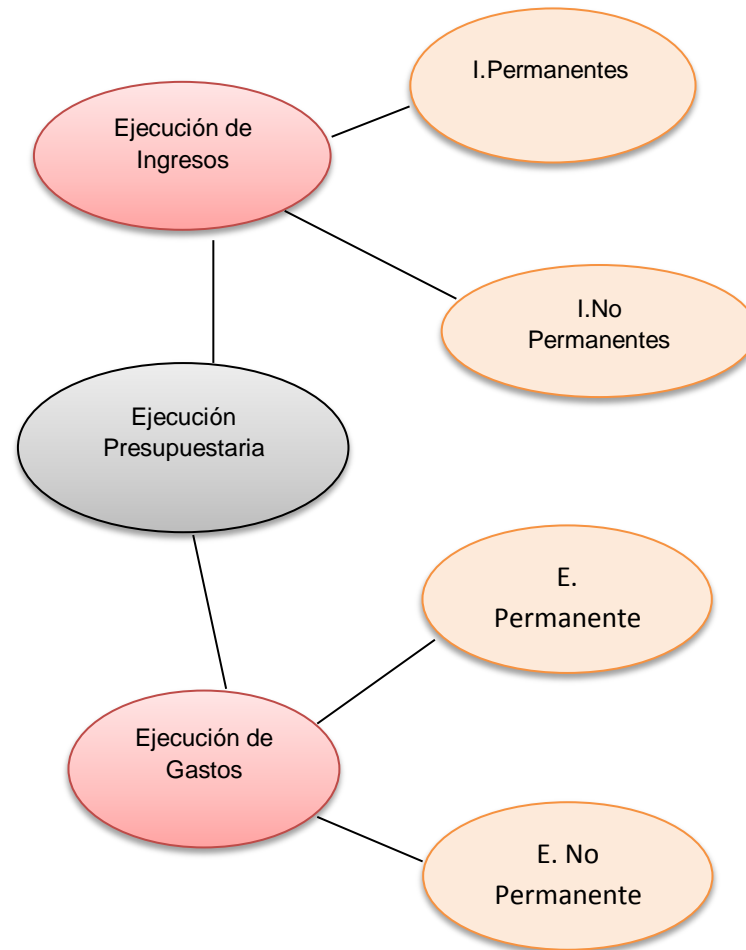 I.Permanentes
Ejecución de
Ingresos
I.No
Permanentes
Ejecución
Presupuestaria
E.
Permanente
Ejecución de
Gastos
E. No
Permanente